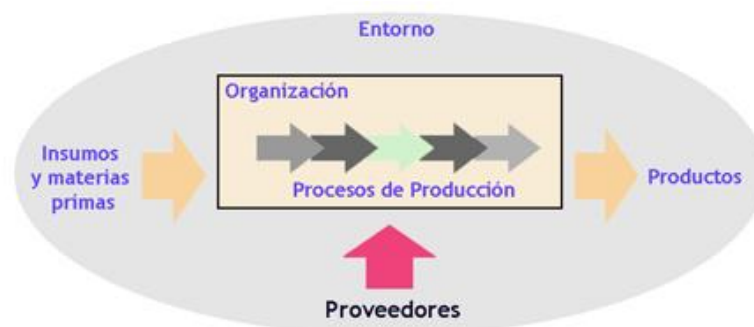 Entorno
Organización
Insumos
y materias
primas
Procesos de Producción
Productos
Proveedores